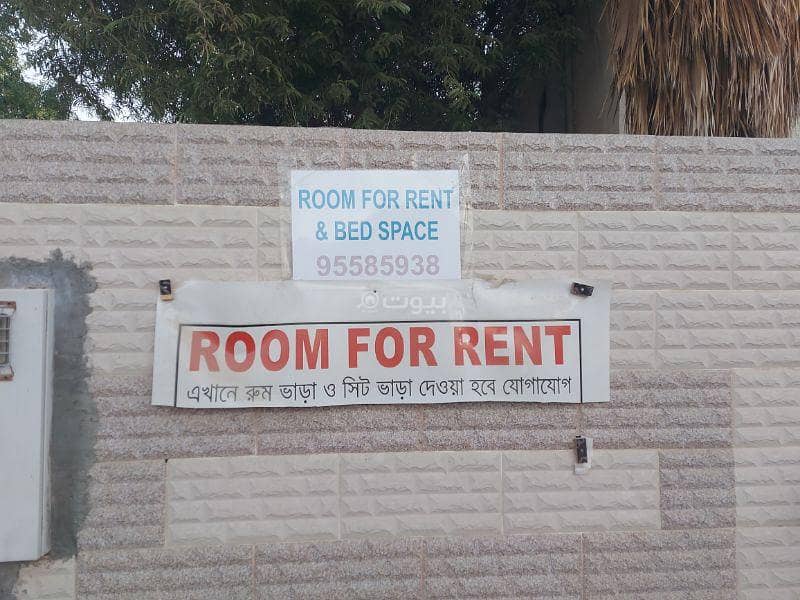 ROOM FOR RENT
& BED SPACE
95585938
بيوت
ROOM FOR RENT
এখানে রুম ভাড়া ও সিট ভাড়া দেওয়া হবে যোগাযোগ